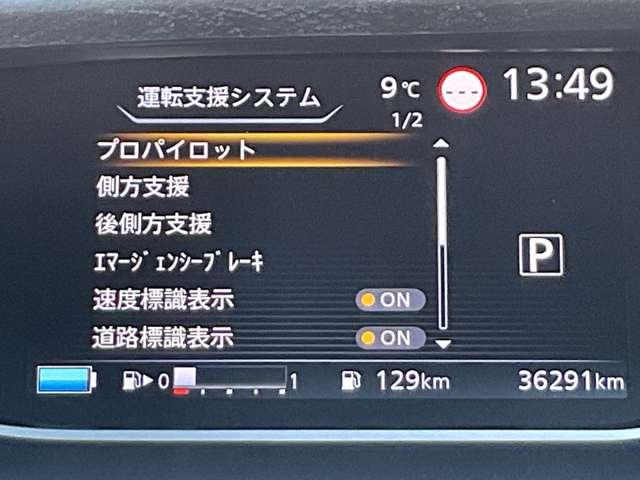 運転支援システム
9℃
---
13:49
1/2
プロパイロット
側方支援
後側方支援
ｴﾏｰｼﾞｪﾝｼｰﾌﾞﾚｰｷ
速度標識表示 ON
道路標識表示 ON
P
0 1 129km 36291km